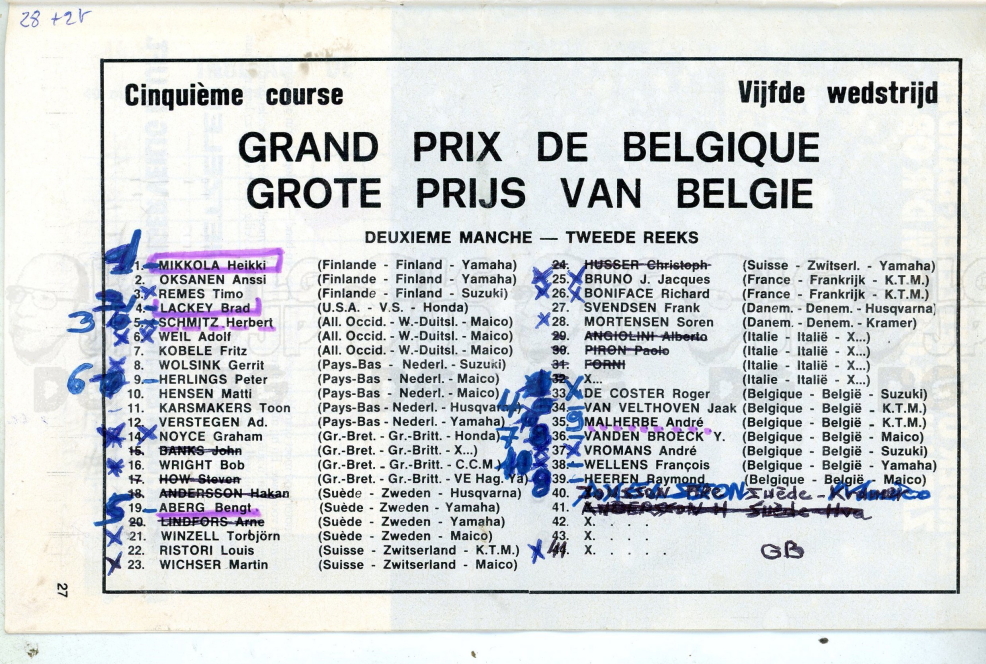 28 + 2t
Cinquième course
Vijfde wedstrijd
GRAND PRIX DE BELGIQUE
GROTE PRIJS VAN BELGIE
DEUXIEME MANCHE — TWEEDE REEKS
1. MIKKOLA Heikki (Finlande - Finland - Yamaha)
2. OKSANEN Anssi (Finlande - Finland - Yamaha)
3. REMES Timo (Finlande - Finland - Suzuki)
4. LACKEY Brad (U.S.A. - V.S. - Honda)
3 5. SCHMITZ Herbert (All. Occid. - W.-Duitsl. - Maico)
6. WEIL Adolf (All. Occid. - W.-Duitsl. - Maico)
7. KOBELE Fritz (All. Occid. - W.-Duitsl. - Maico)
8. WOLSINK Gerrit (Pays-Bas - Nederl. - Suzuki)
6 9. HERLINGS Peter (Pays-Bas - Nederl. - Maico)
10. HENSEN Matti (Pays-Bas - Nederl. - Maico)
11. KARSMAKERS Toon (Pays-Bas - Nederl. - Husqvarna)
12. VERSTEGEN Ad. (Pays-Bas - Nederl. - Yamaha)
14. NOYCE Graham (Gr.-Bret. - Gr.-Britt. - Honda)
15. BANKS John (Gr.-Bret. - Gr.-Britt. - X...)
16. WRIGHT Bob (Gr.-Bret. - Gr.-Britt. - C.C.M.)
17. HOW Steven (Gr.-Bret. - Gr.-Britt. - VE Hag. Ya)
18. ANDERSSON Hakan (Suède - Zweden - Husqvarna)
5 19. ABERG Bengt (Suède - Zweden - Yamaha)
20. LINDFORS Arne (Suède - Zweden - Yamaha)
21. WINZELL Torbjörn (Suède - Zweden - Maico)
22. RISTORI Louis (Suisse - Zwitserland - K.T.M.)
23. WICHSER Martin (Suisse - Zwitserland - Maico)
24. HUSSER Christoph (Suisse - Zwitserl. - Yamaha)
25. BRUNO J. Jacques (France - Frankrijk - K.T.M.)
26. BONIFACE Richard (France - Frankrijk - K.T.M.)
27. SVENDSEN Frank (Danem. - Denem. - Husqvarna)
28. MORTENSEN Soren (Danem. - Denem. - Kramer)
29. ANGIOLINI Alberto (Italie - Italië - X...)
30. PIRON Paolo (Italie - Italië - X...)
31. FORNI (Italie - Italië - X...)
32. X... (Italie - Italië - X...)
33. DE COSTER Roger (Belgique - België - Suzuki)
4 34. VAN VELTHOVEN Jaak (Belgique - België - K.T.M.)
9 35. MALHERBE André (Belgique - België - K.T.M.)
7 36. VANDEN BROECK Y. (Belgique - België - Maico)
37. VROMANS André (Belgique - België - Suzuki)
10 38. WELLENS François (Belgique - België - Yamaha)
8 39. HEEREN Raymond (Belgique - België - Maico)
40. Suède -
41. ANDERSSON H Suède Hva
42. X. . . . .
43. X. . . . .
44. X. . . . . GB
27